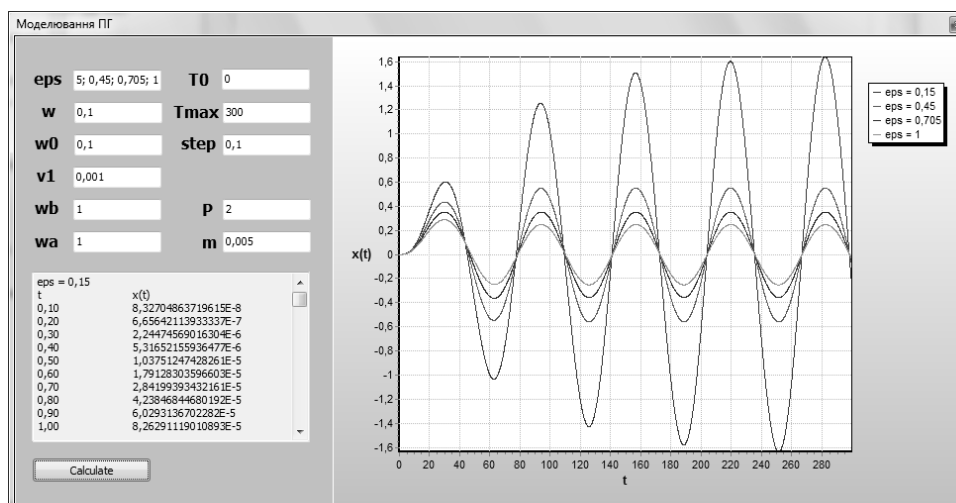 Моделювання ПГ
eps 5; 0,45; 0,705; 1 T0 0
w 0,1 Tmax 300
w0 0,1 step 0,1
v1 0,001
wb 1 P 2
wa 1 m 0,005
eps = 0,15
t x(t)
0,10 8,32704863719615E-8
0,20 6,65642113933337E-7
0,30 2,24474569016304E-6
0,40 5,31652155936477E-6
0,50 1,03751247428261E-5
0,60 1,79128303596603E-5
0,70 2,84199393432161E-5
0,80 4,23846844680192E-5
0,90 6,0293136702282E-5
1,00 8,26291119010893E-5
Calculate
1,6
1,4
1,2
1
0,8
0,6
0,4
0,2
0
-0,2
-0,4
-0,6
-0,8
-1
-1,2
-1,4
-1,6
x(t)
0 20 40 60 80 100 120 140 160 180 200 220 240 260 280
t
eps = 0,15
eps = 0,45
eps = 0,705
eps = 1